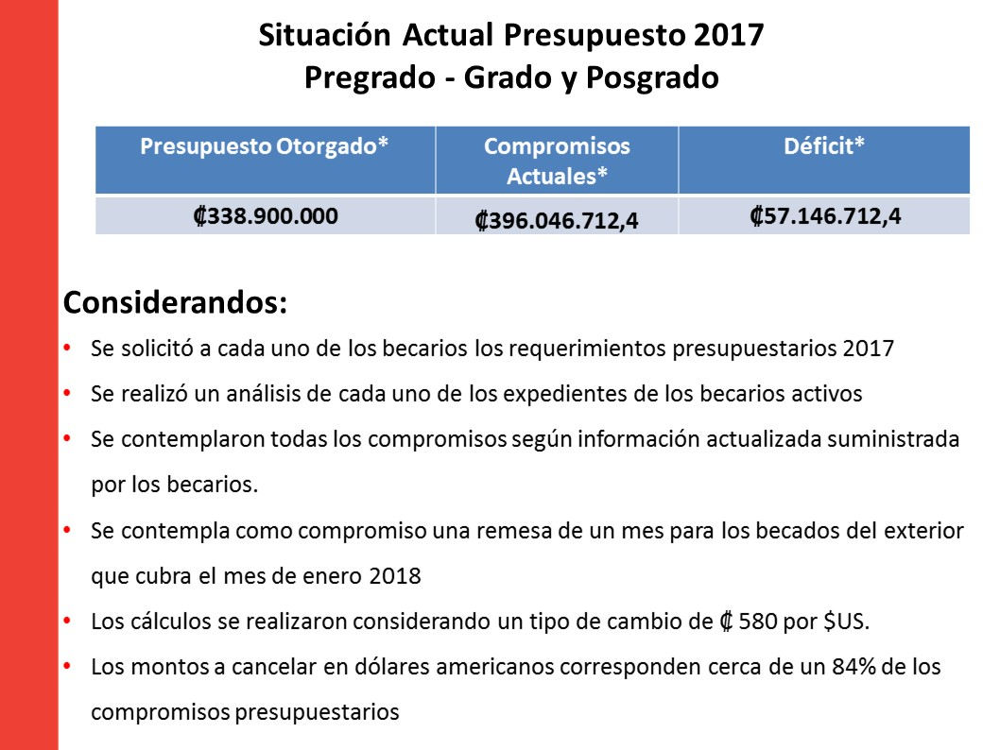 Situación Actual Presupuesto 2017
Pregrado - Grado y Posgrado
Presupuesto Otorgado*
Compromisos
Actuales*
Déficit*
₡338.900.000
₡396.046.712,4
₡57.146.712,4
Considerandos:
• Se solicitó a cada uno de los becarios los requerimientos presupuestarios 2017
• Se realizó un análisis de cada uno de los expedientes de los becarios activos
• Se contemplaron todas los compromisos según información actualizada suministrada
por los becarios.
• Se contempla como compromiso una remesa de un mes para los becados del exterior
que cubra el mes de enero 2018
• Los cálculos se realizaron considerando un tipo de cambio de ₡ 580 por $US.
• Los montos a cancelar en dólares americanos corresponden cerca de un 84% de los
compromisos presupuestarios